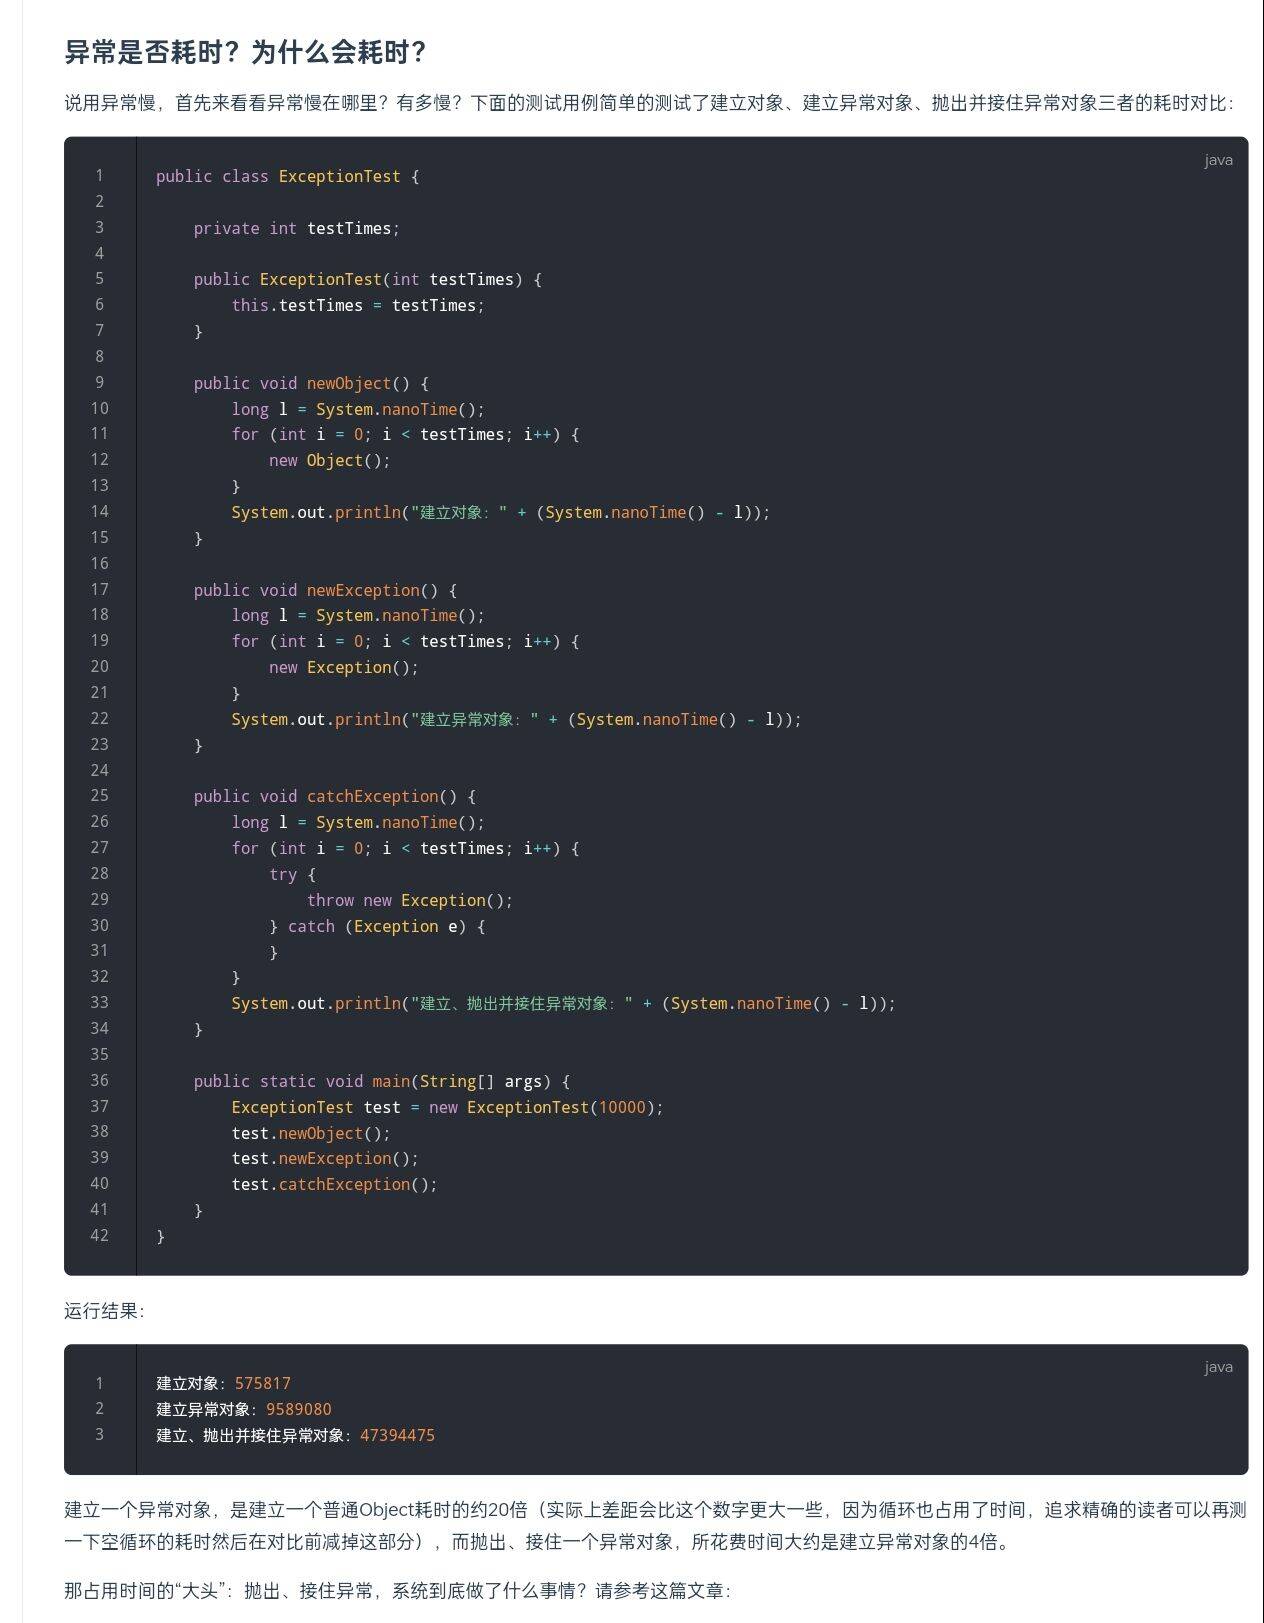 异常是否耗时？为什么会耗时？
说用异常慢，首先来看看异常慢在哪里？有多慢？下面的测试用例简单的测试了建立对象、建立异常对象、抛出并接住异常对象三者的耗时对比：
java
1 public class ExceptionTest {
2
3     private int testTimes;
4
5     public ExceptionTest(int testTimes) {
6         this.testTimes = testTimes;
7     }
8
9     public void newObject() {
10         long l = System.nanoTime();
11         for (int i = 0; i < testTimes; i++) {
12             new Object();
13         }
14         System.out.println("建立对象：" + (System.nanoTime() - l));
15     }
16
17     public void newException() {
18         long l = System.nanoTime();
19         for (int i = 0; i < testTimes; i++) {
20             new Exception();
21         }
22         System.out.println("建立异常对象：" + (System.nanoTime() - l));
23     }
24
25     public void catchException() {
26         long l = System.nanoTime();
27         for (int i = 0; i < testTimes; i++) {
28             try {
29                 throw new Exception();
30             } catch (Exception e) {
31             }
32         }
33         System.out.println("建立、抛出并接住异常对象：" + (System.nanoTime() - l));
34     }
35
36     public static void main(String[] args) {
37         ExceptionTest test = new ExceptionTest(10000);
38         test.newObject();
39         test.newException();
40         test.catchException();
41     }
42 }
运行结果：
java
1 建立对象：575817
2 建立异常对象：9589080
3 建立、抛出并接住异常对象：47394475
建立一个异常对象，是建立一个普通Object耗时的约20倍（实际上差距会比这个数字更大一些，因为循环也占用了时间，追求精确的读者可以再测
一下空循环的耗时然后在对比前减掉这部分），而抛出、接住一个异常对象，所花费时间大约是建立异常对象的4倍。
那占用时间的“大头”：抛出、接住异常，系统到底做了什么事情？请参考这篇文章：